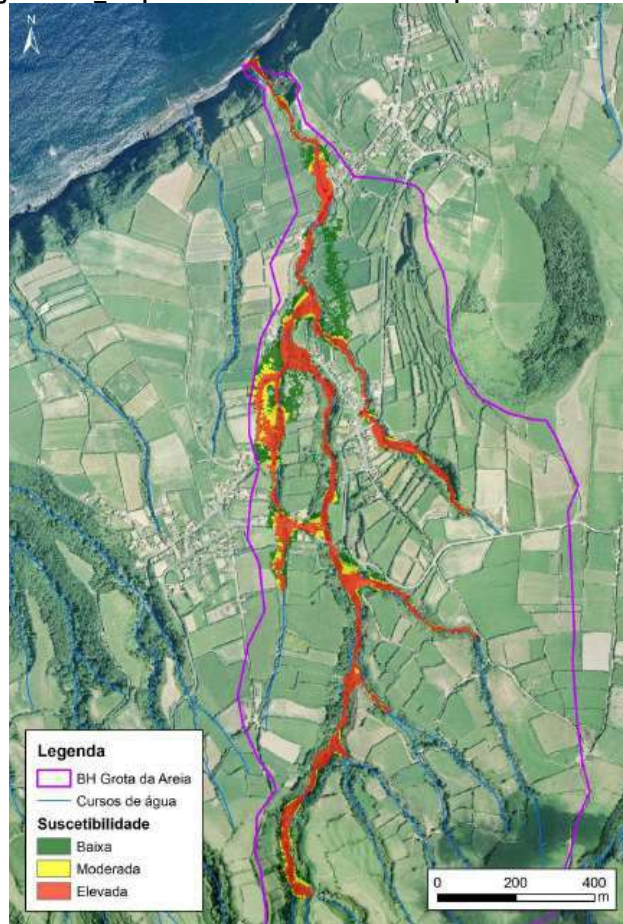 N
Legenda
BH Grota da Areia
Cursos de água
Suscetibilidade
Baixa
Moderada
Elevada
0 200 400
m